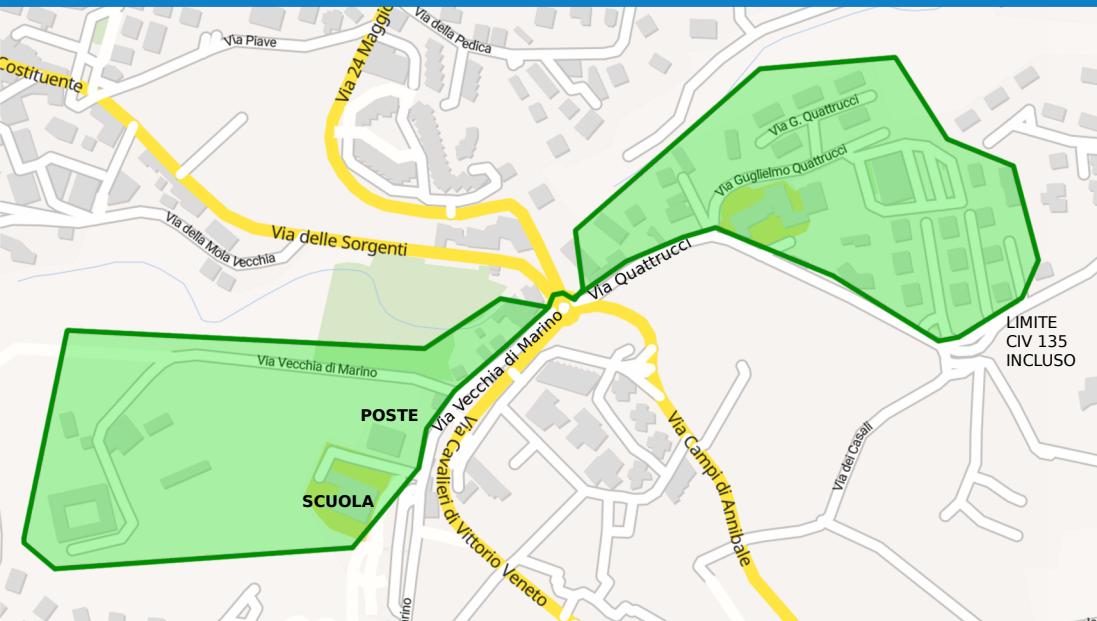 Via della Pedica
Via Piave
Via 24 Maggio
Costituente
Via G. Quattrucci
Via Guglielmo Quattrucci
Via della Mola Vecchia
Via delle Sorgenti
Via Quattrucci
LIMITE
CIV 135
INCLUSO
Via Vecchia di Marino
Via Vecchia di Marino
POSTE
SCUOLA
Via Cavalieri di Vittorio Veneto
Via Campi di Annibale
Via dei Casali
rino